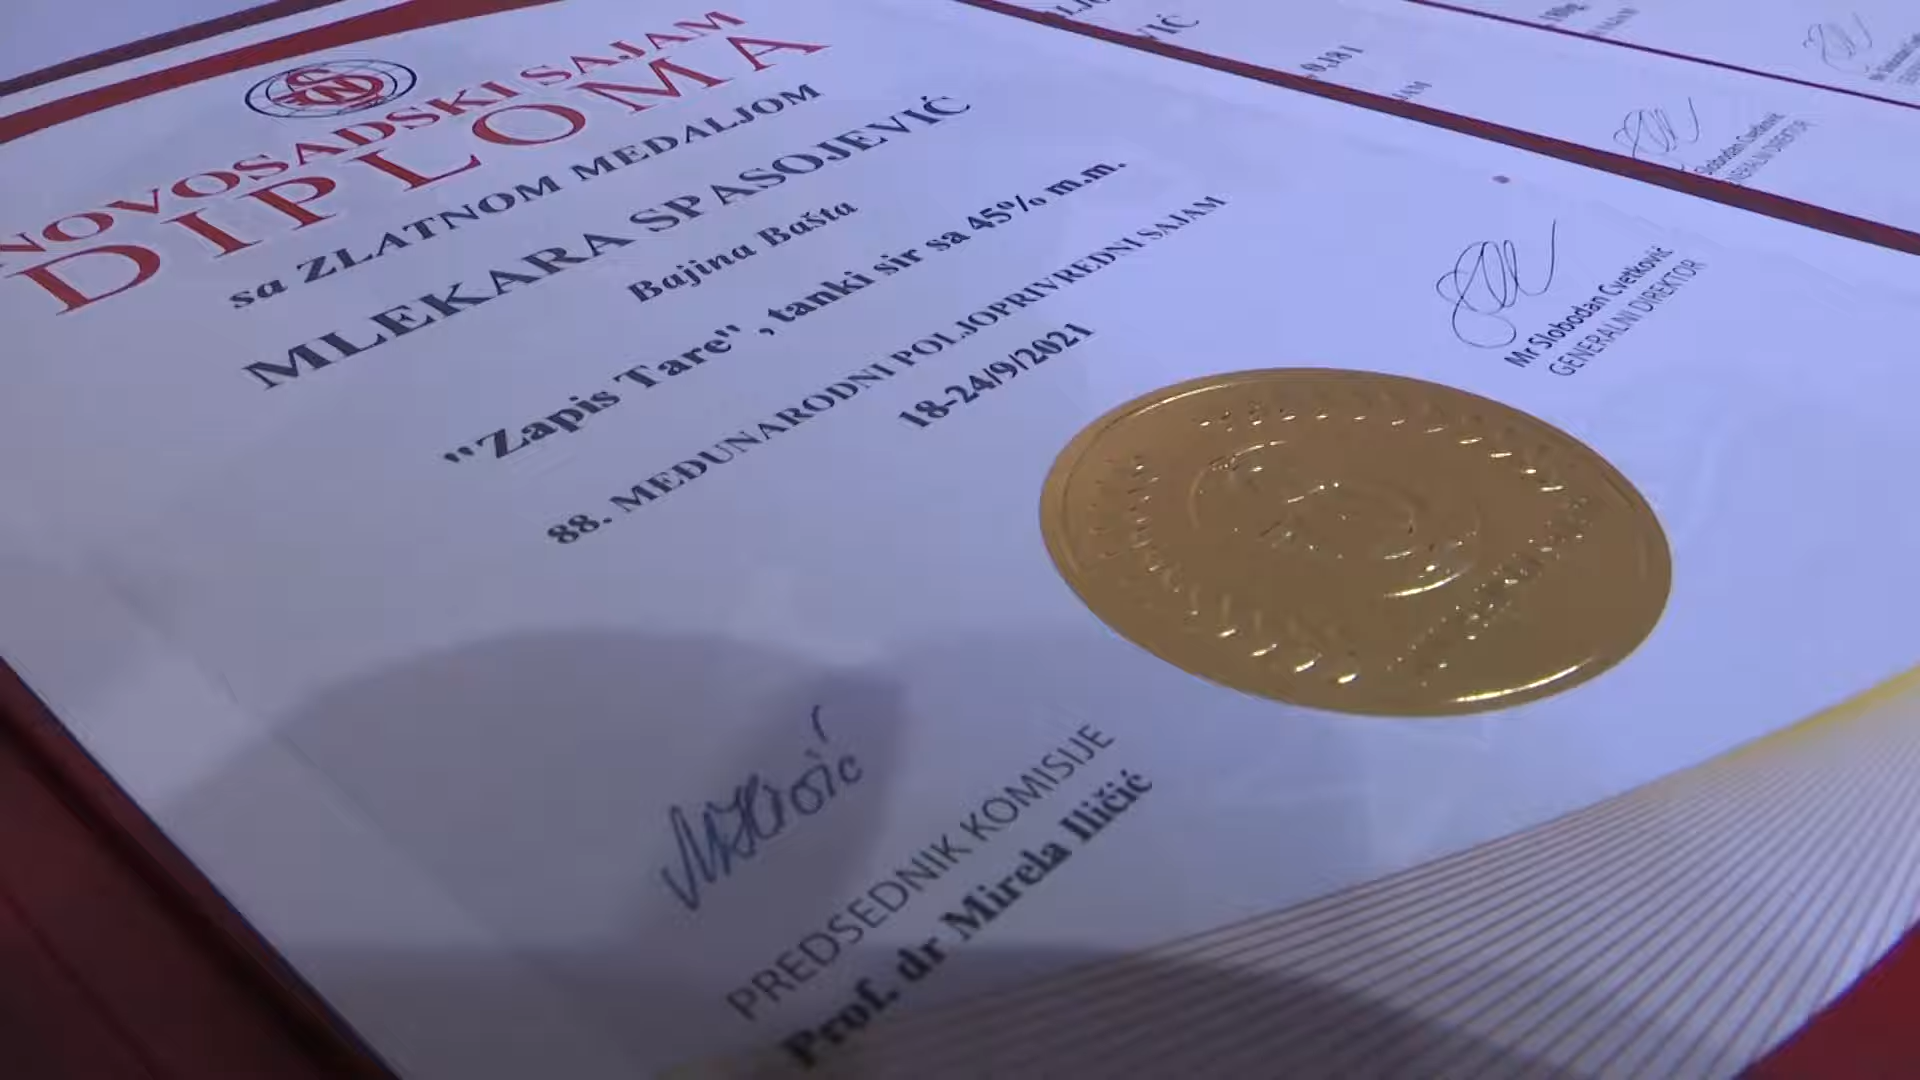 NOVOSADSKI SAJAM
DIPLOMA
sa ZLATNOM MEDALJOM
MLEKARA SPASOJEVIĆ
Bajina Bašta
"Zapis Tare" , tanki sir sa 45% m.m.
88. MEĐUNARODNI POLJOPRIVREDNI SAJAM
18-24/9/2021
Mr Slobodan Cvetković
GENERALNI DIREKTOR
PREDSEDNIK KOMISIJE
Prof. dr Mirela Iličić